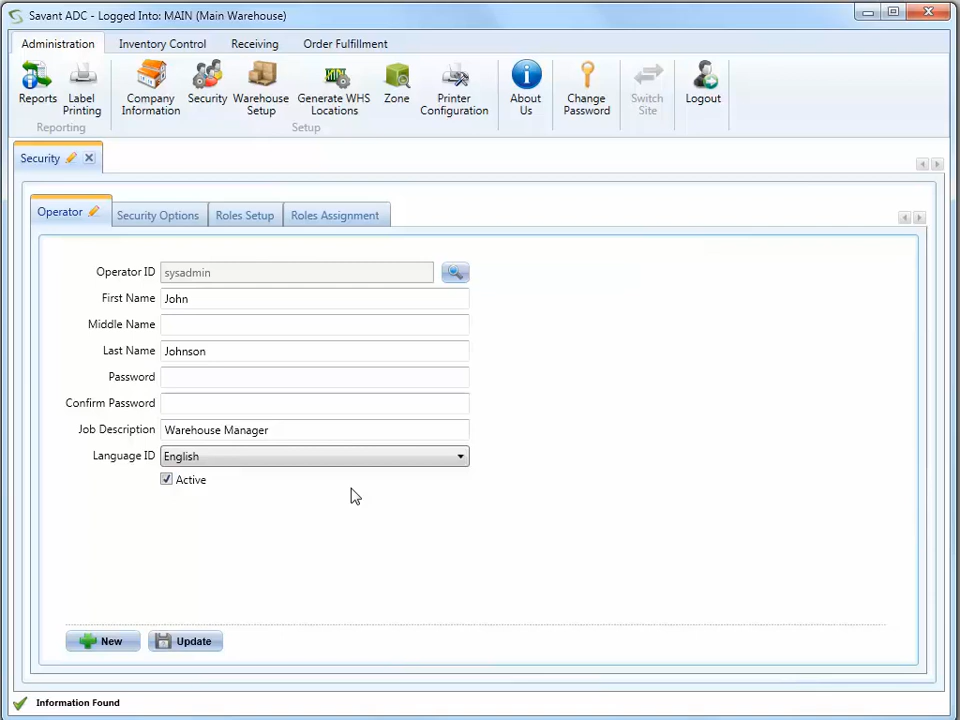 Savant ADC - Logged Into: MAIN (Main Warehouse)
Administration Inventory Control Receiving Order Fulfillment
Reports
Label Printing
Company Information
Security
Warehouse Setup
Generate WHS Locations
Zone
Printer Configuration
About Us
Change Password
Switch Site
Logout
Reporting Setup
Security
Operator Security Options Roles Setup Roles Assignment
Operator ID sysadmin
First Name John
Middle Name
Last Name Johnson
Password
Confirm Password
Job Description Warehouse Manager
Language ID English
Active
New Update
Information Found